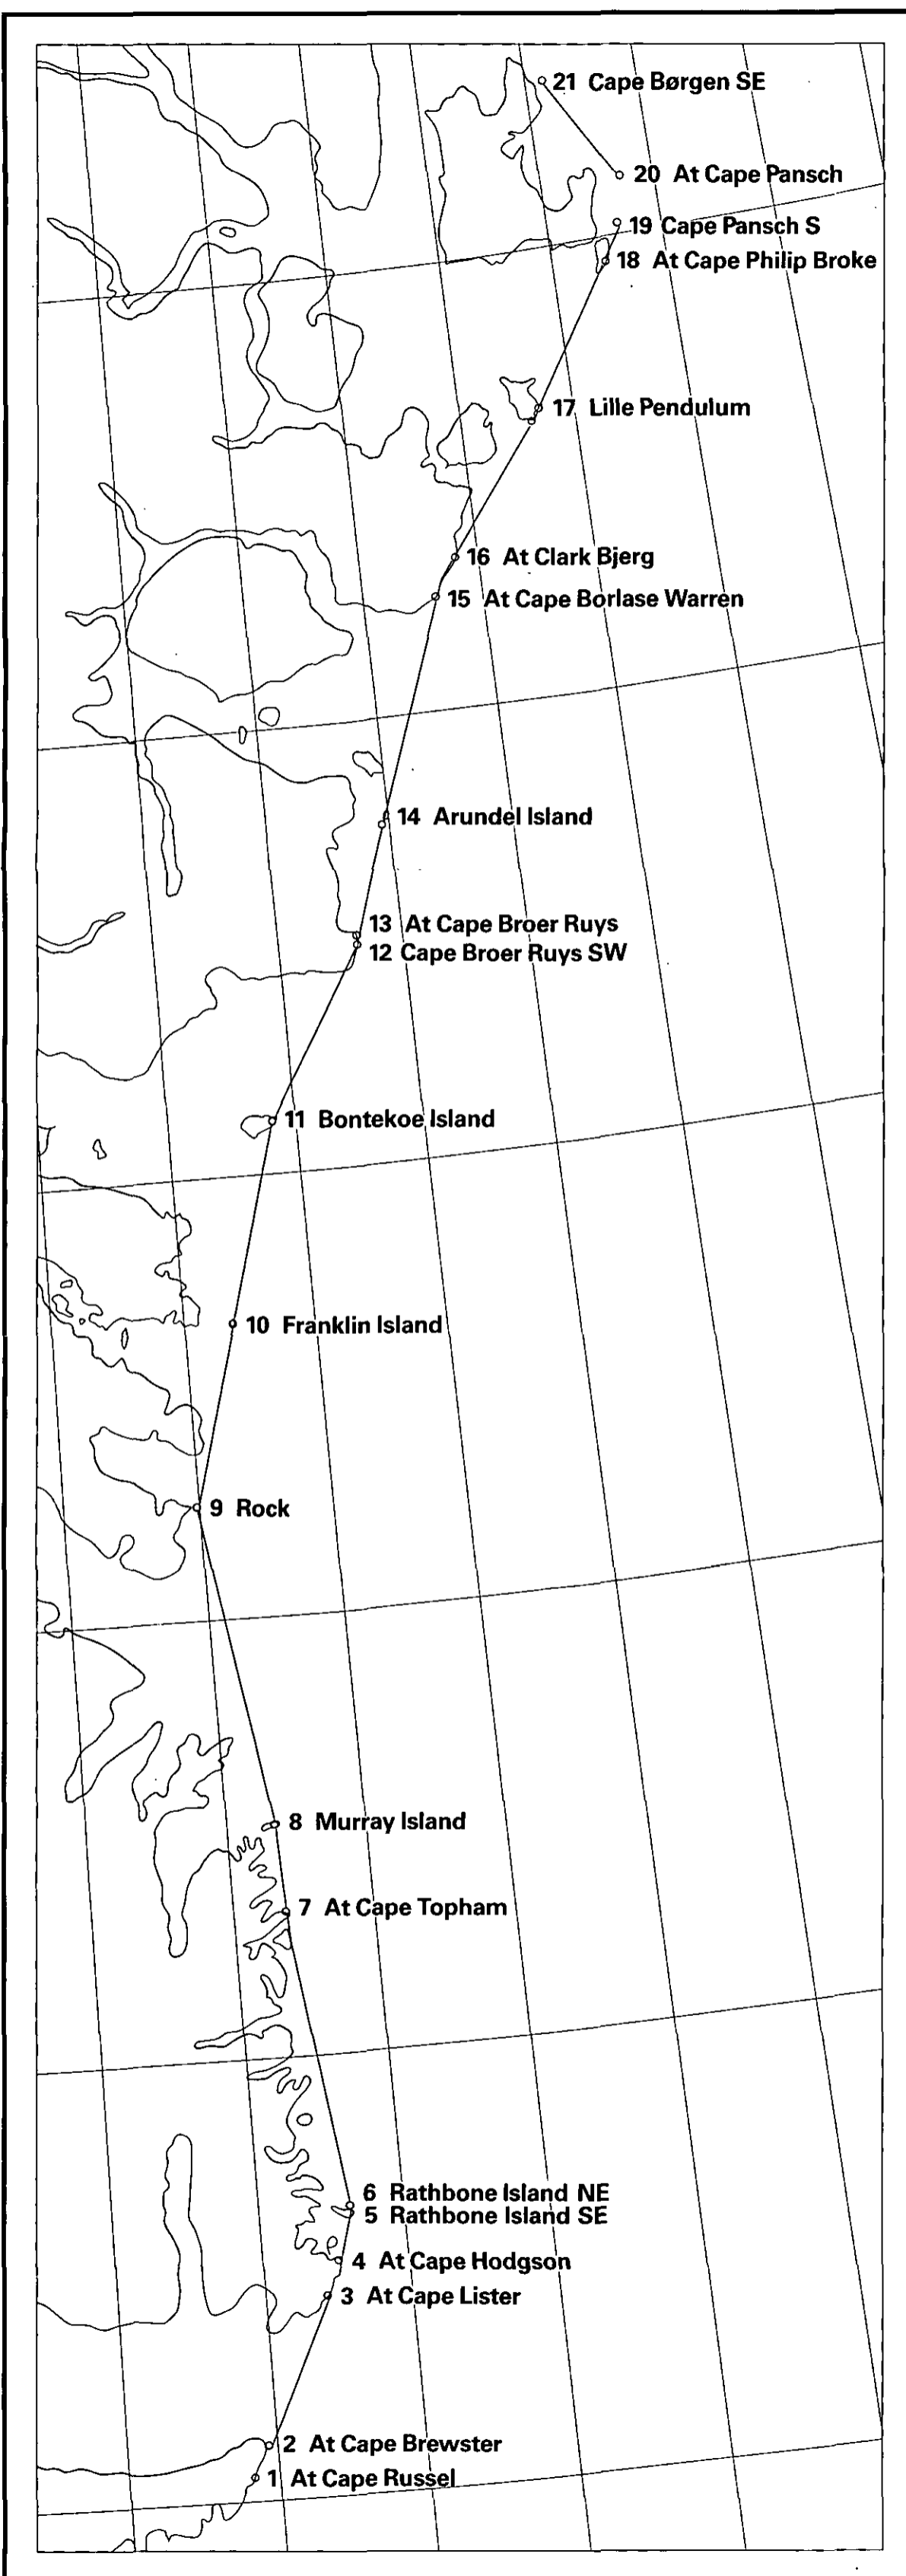 21 Cape Børgen SE
20 At Cape Pansch
19 Cape Pansch S
18 At Cape Philip Broke
17 Lille Pendulum
16 At Clark Bjerg
15 At Cape Borlase Warren
14 Arundel Island
13 At Cape Broer Ruys
12 Cape Broer Ruys SW
11 Bontekoe Island
10 Franklin Island
9 Rock
8 Murray Island
7 At Cape Topham
6 Rathbone Island NE
5 Rathbone Island SE
4 At Cape Hodgson
3 At Cape Lister
2 At Cape Brewster
1 At Cape Russel